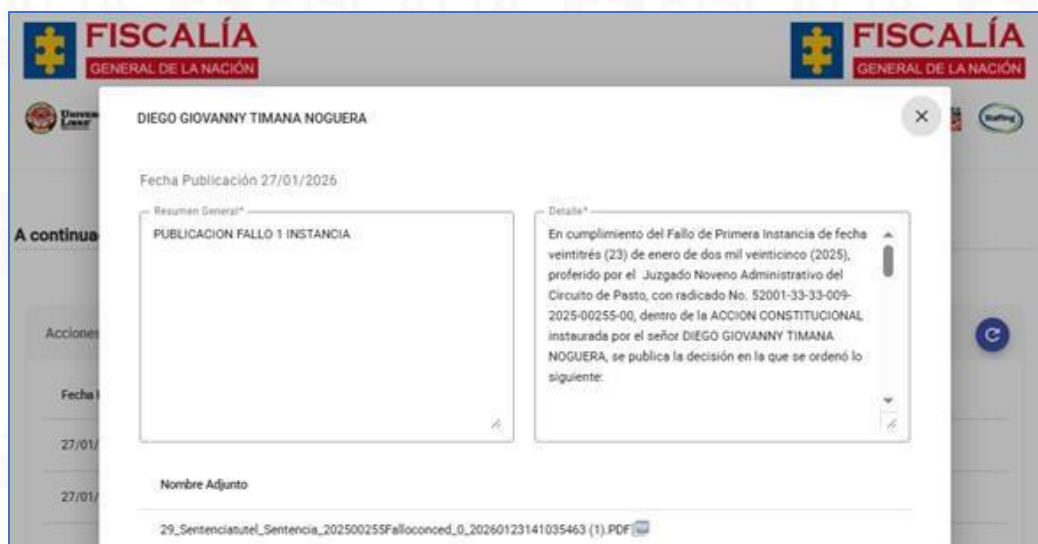 FISCALÍA
GENERAL DE LA NACIÓN
FISCALÍA
GENERAL DE LA NACIÓN
Staffing
DIEGO GIOVANNY TIMANA NOGUERA
Fecha Publicación 27/01/2026
Resumen General*
PUBLICACION FALLO 1 INSTANCIA
Detalle*
En cumplimiento del Fallo de Primera Instancia de fecha
veintitrés (23) de enero de dos mil veinticinco (2025),
proferido por el Juzgado Noveno Administrativo del
Circuito de Pasto, con radicado No. 52001-33-33-009-
2025-00255-00, dentro de la ACCION CONSTITUCIONAL
instaurada por el señor DIEGO GIOVANNY TIMANA
NOGUERA, se publica la decisión en la que se ordenó lo
siguiente:
A continua
Acciones
Fecha
27/01/
27/01/
Nombre Adjunto
29_Sentenciatutel_Sentencia_202500255Falloconced_0_20260123141035463 (1).PDF